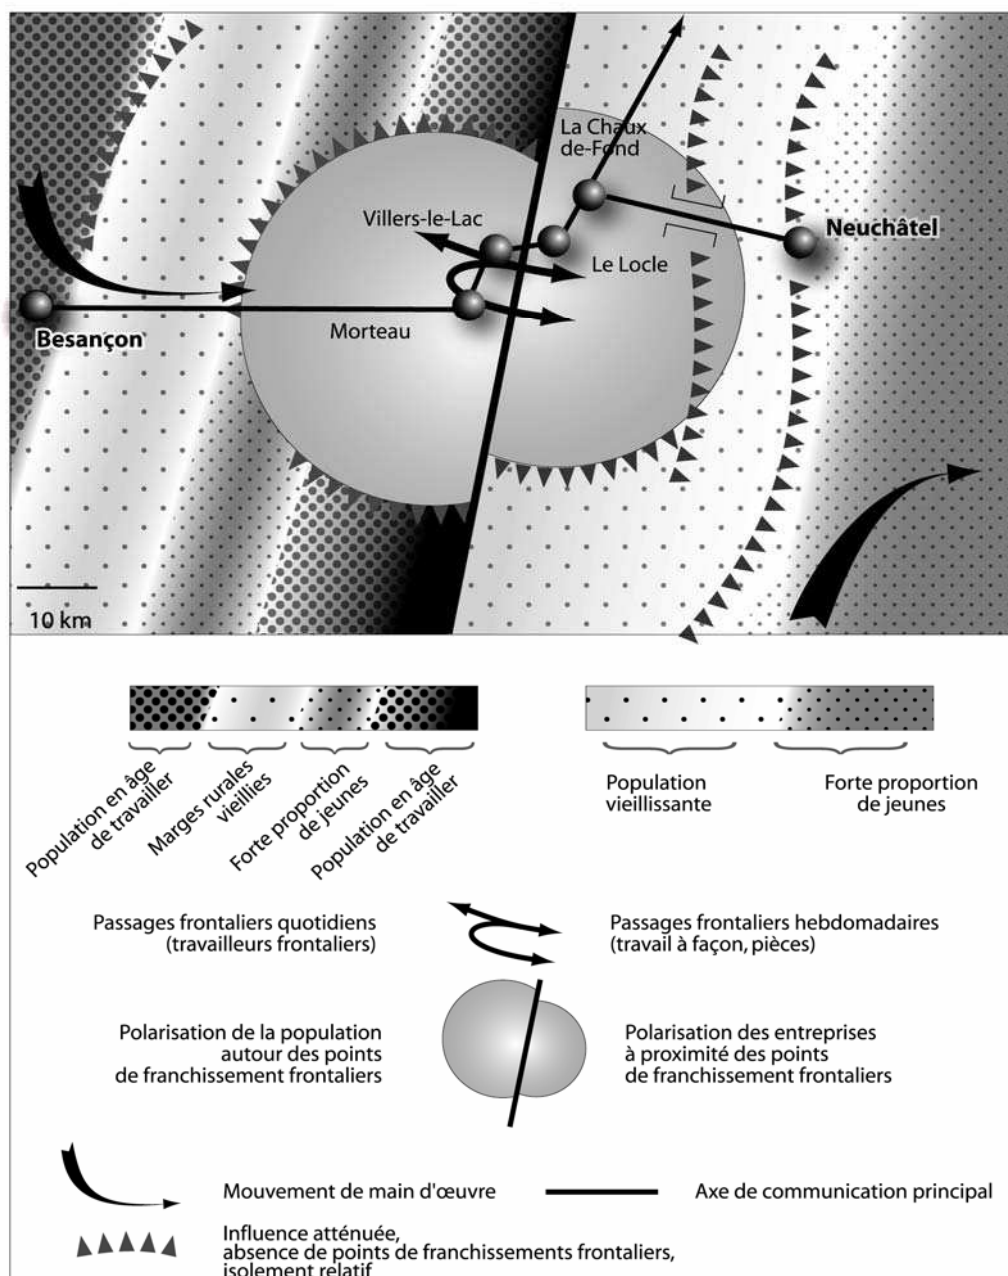 La Chaux
de-Fond
Villers-le-Lac
Neuchâtel
Le Locle
Besançon
Morteau
10 km
Population en âge
de travailler
Marges rurales
vieillies
Forte proportion
de jeunes
Population en âge
de travailler
Population
vieillissante
Forte proportion
de jeunes
Passages frontaliers quotidiens
(travailleurs frontaliers)
Passages frontaliers hebdomadaires
(travail à façon, pièces)
Polarisation de la population
autour des points
de franchissement frontaliers
Polarisation des entreprises
à proximité des points
de franchissement frontaliers
Mouvement de main d'œuvre
Axe de communication principal
Influence atténuée,
absence de points de franchissements frontaliers,
isolement relatif